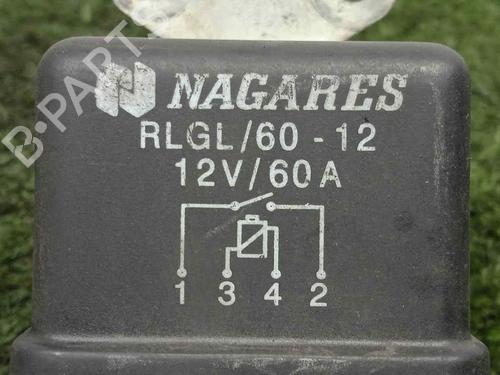 B-PARTS
NAGARES
RLGL/60 - 12
12V/60A
1 3 4 2